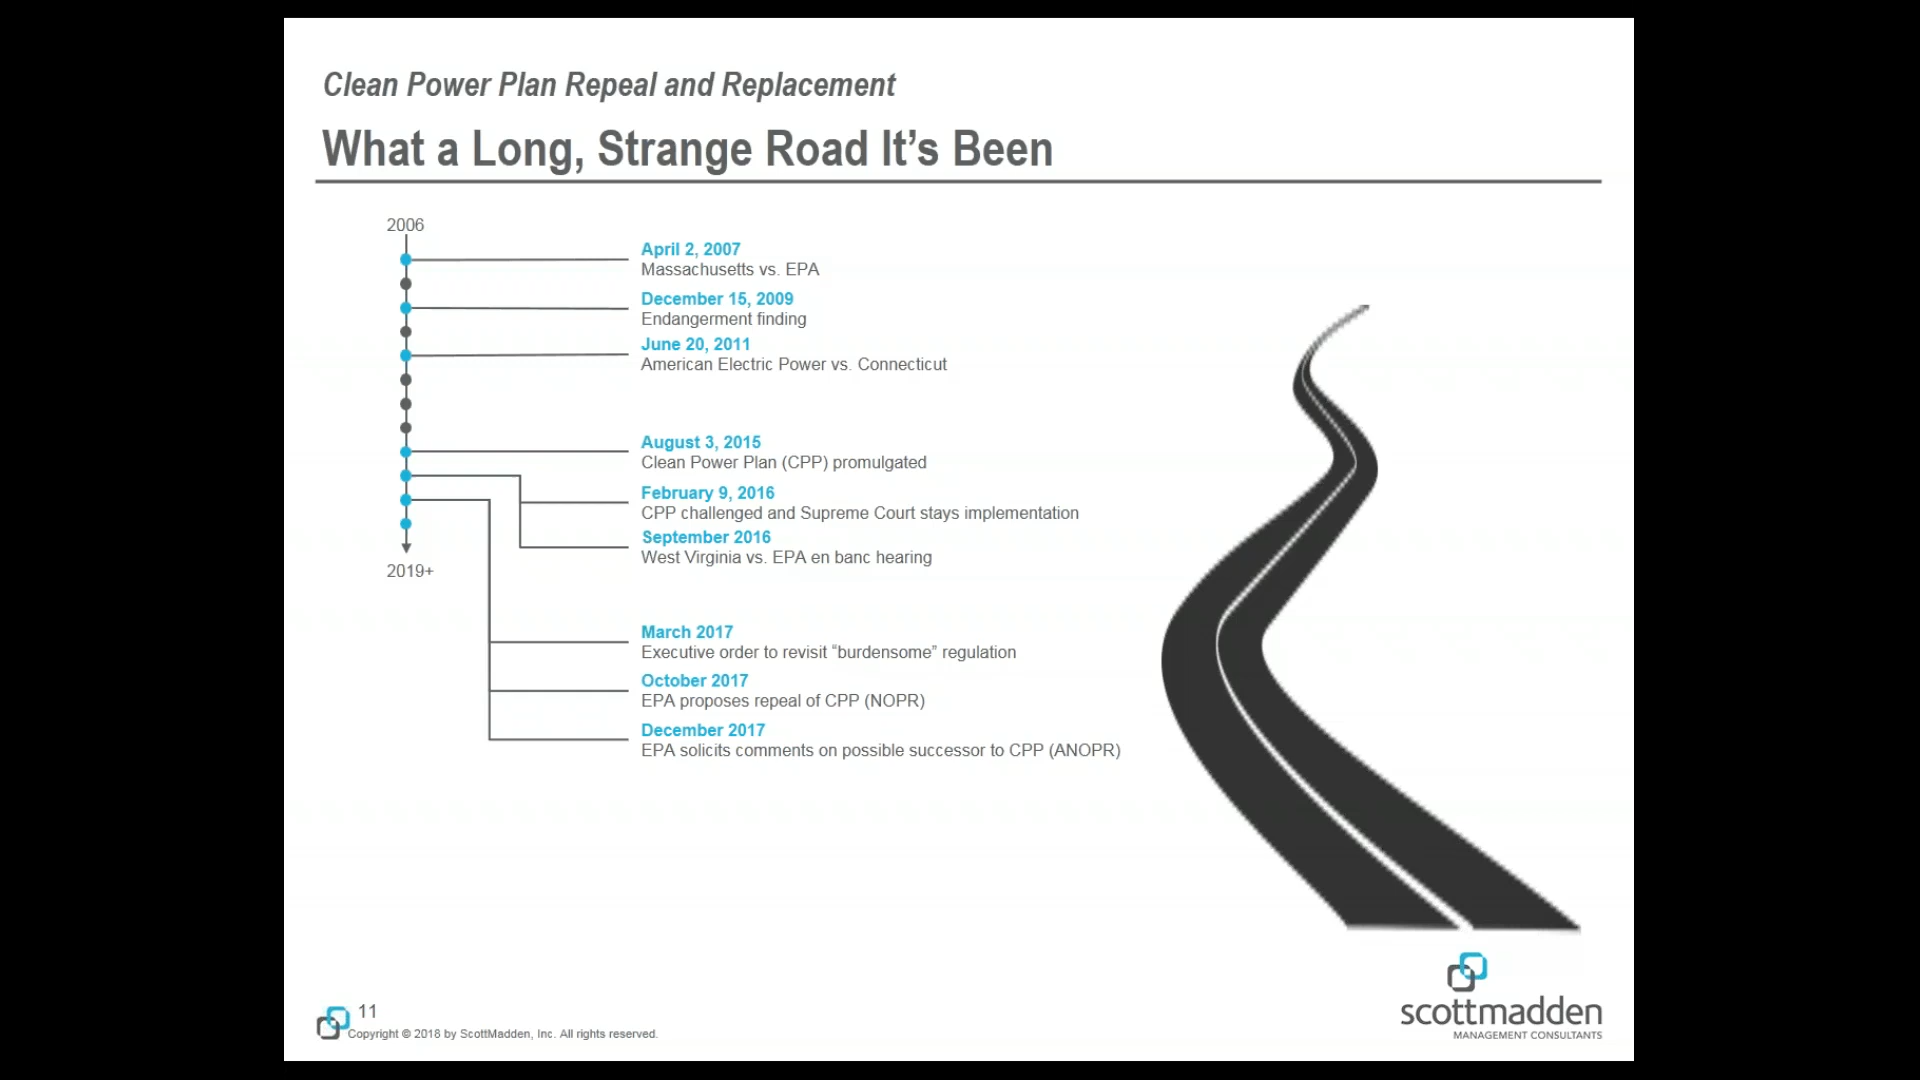 Clean Power Plan Repeal and Replacement
What a Long, Strange Road It’s Been
2006
April 2, 2007
Massachusetts vs. EPA
December 15, 2009
Endangerment finding
June 20, 2011
American Electric Power vs. Connecticut
August 3, 2015
Clean Power Plan (CPP) promulgated
February 9, 2016
CPP challenged and Supreme Court stays implementation
September 2016
West Virginia vs. EPA en banc hearing
2019+
March 2017
Executive order to revisit “burdensome” regulation
October 2017
EPA proposes repeal of CPP (NOPR)
December 2017
EPA solicits comments on possible successor to CPP (ANOPR)
11
Copyright © 2018 by ScottMadden, Inc. All rights reserved.
scottmadden
MANAGEMENT CONSULTANTS